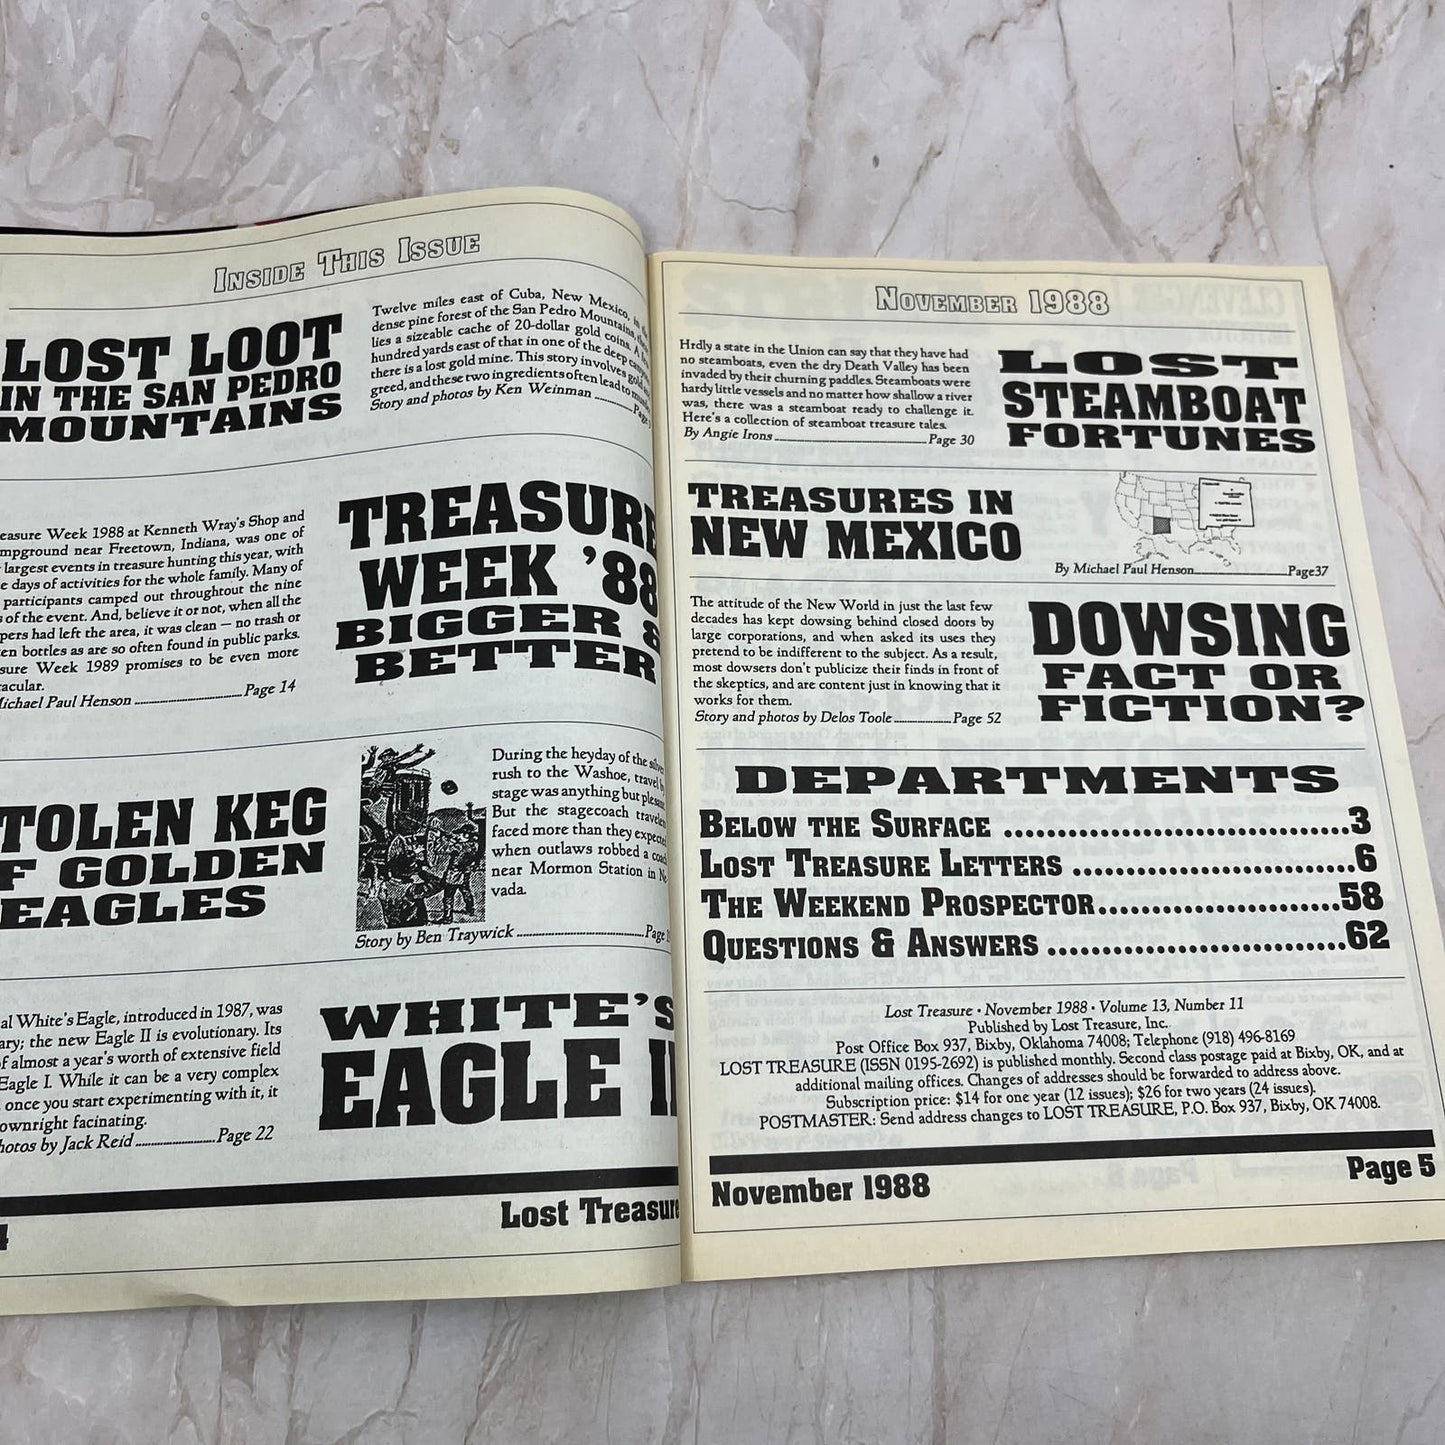 INSIDE THIS ISSUE
LOST LOOT
IN THE SAN PEDRO
MOUNTAINS
Twelve miles east of Cuba, New Mexico, in the
dense pine forest of the San Pedro Mountains,
lies a sizeable cache of 20-dollar gold coins. A
hundred yards east of that in one of the deep
there is a lost gold mine. This story involves
greed, and these two ingredients often lead to
Story and photos by Ken Weinman
easure Week 1988 at Kenneth Wray's Shop and
mpground near Freetown, Indiana, was one of
largest events in treasure hunting this year, with
e days of activities for the whole family. Many of
participants camped out throughtout the nine
s of the event. And, believe it or not, when all the
pers had left the area, it was clean — no trash or
en bottles as are so often found in public parks.
sure Week 1989 promises to be even more
tacular.
Michael Paul Henson Page 14
TREASURE
WEEK '88
BIGGER &
BETTER
TOLEN KEG
F GOLDEN
EAGLES
During the heyday of the silver
rush to the Washoe, travel by
stage was anything but pleasant
But the stagecoach travelers
faced more than they expected
when outlaws robbed a coach
near Mormon Station in Ne
vada.
Story by Ben Traywick Page
al White's Eagle, introduced in 1987, was
ary; the new Eagle II is evolutionary. Its
of almost a year's worth of extensive field
Eagle I. While it can be a very complex
once you start experimenting with it, it
ownright facinating.
hotos by Jack Reid Page 22
WHITE'S
EAGLE II
4
Lost Treasure
NOVEMBER 1988
Hrdly a state in the Union can say that they have had
no steamboats, even the dry Death Valley has been
invaded by their churning paddles. Steamboats were
hardy little vessels and no matter how shallow a river
was, there was a steamboat ready to challenge it.
Here's a collection of steamboat treasure tales.
By Angie Irons Page 30
LOST
STEAMBOAT
FORTUNES
TREASURES IN
NEW MEXICO
By Michael Paul Henson Page37
The attitude of the New World in just the last few
decades has kept dowsing behind closed doors by
large corporations, and when asked its uses they
pretend to be indifferent to the subject. As a result,
most dowsers don't publicize their finds in front of
the skeptics, and are content just in knowing that it
works for them.
Story and photos by Delos Toole Page 52
DOWSING
FACT OR
FICTION?
DEPARTMENTS
BELOW THE SURFACE 3
LOST TREASURE LETTERS 6
THE WEEKEND PROSPECTOR 58
QUESTIONS & ANSWERS 62
Lost Treasure • November 1988 • Volume 13, Number 11
Published by Lost Treasure, Inc.
Post Office Box 937, Bixby, Oklahoma 74008; Telephone (918) 496-8169
LOST TREASURE (ISSN 0195-2692) is published monthly. Second class postage paid at Bixby, OK, and at
additional mailing offices. Changes of addresses should be forwarded to address above.
Subscription price: $14 for one year (12 issues); $26 for two years (24 issues).
POSTMASTER: Send address changes to LOST TREASURE, P.O. Box 937, Bixby, OK 74008.
November 1988
Page 5